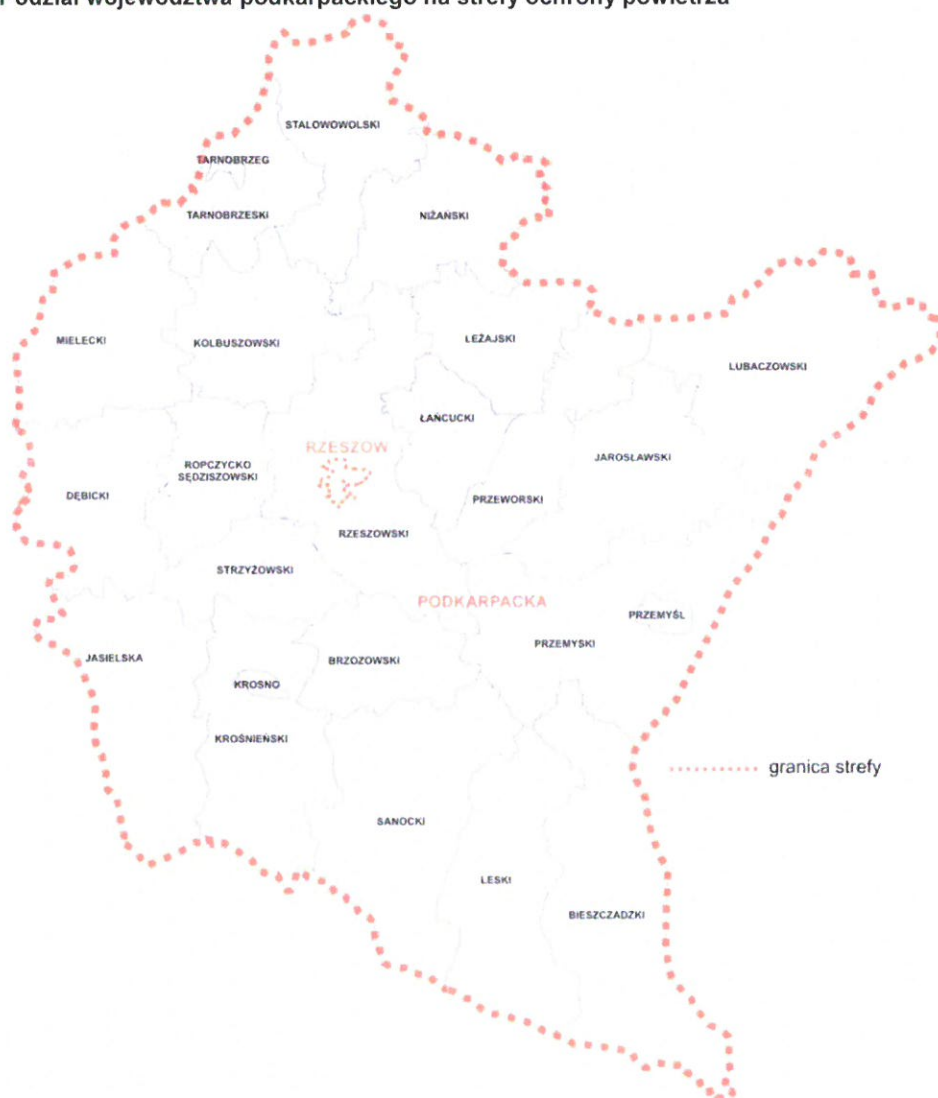 Podział województwa podkarpackiego na strefy ochrony powietrza
STALOWOWOLSKI
TARNOBRZEG
TARNOBRZESKI
NIŻAŃSKI
MIELECKI
KOLBUSZOWSKI
LEŻAJSKI
LUBACZOWSKI
ŁAŃCUCKI
RZESZOW
JAROSŁAWSKI
ROPCZYCKO
SĘDZISZOWSKI
DĘBICKI
PRZEWORSKI
RZESZOWSKI
STRZYŻOWSKI
PODKARPACKA
PRZEMYŚL
PRZEMYSKI
JASIELSKA
BRZOZOWSKI
KROSNO
KROŚNIEŃSKI
granica strefy
SANOCKI
LESKI
BIESZCZADZKI